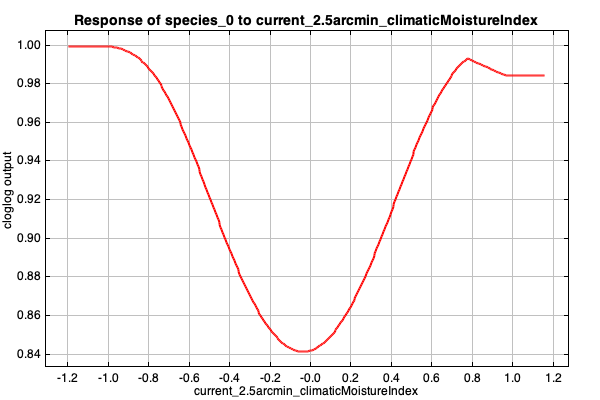 Response of species_0 to current_2.5arcmin_climaticMoistureIndex
1.00
0.98
0.96
0.94
0.92
0.90
0.88
0.86
0.84
cloglog output
-1.2 -1.0 -0.8 -0.6 -0.4 -0.2 -0.0 0.2 0.4 0.6 0.8 1.0 1.2
current_2.5arcmin_climaticMoistureIndex